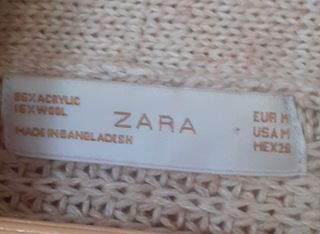 85% ACRYLIC
15% WOOL
MADE IN BANGLADESH
ZARA
EUR M
USA M
MEX 28